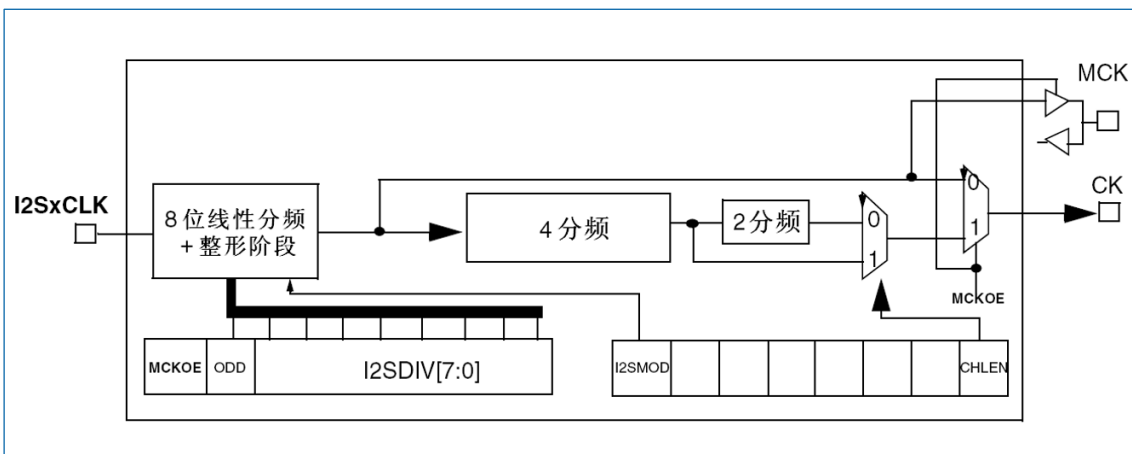 MCK
I2SxCLK
8位线性分频
+整形阶段
4分频
2分频
0
1
0
1
CK
MCKOE
MCKOE
ODD
I2SDIV[7:0]
I2SMOD
CHLEN